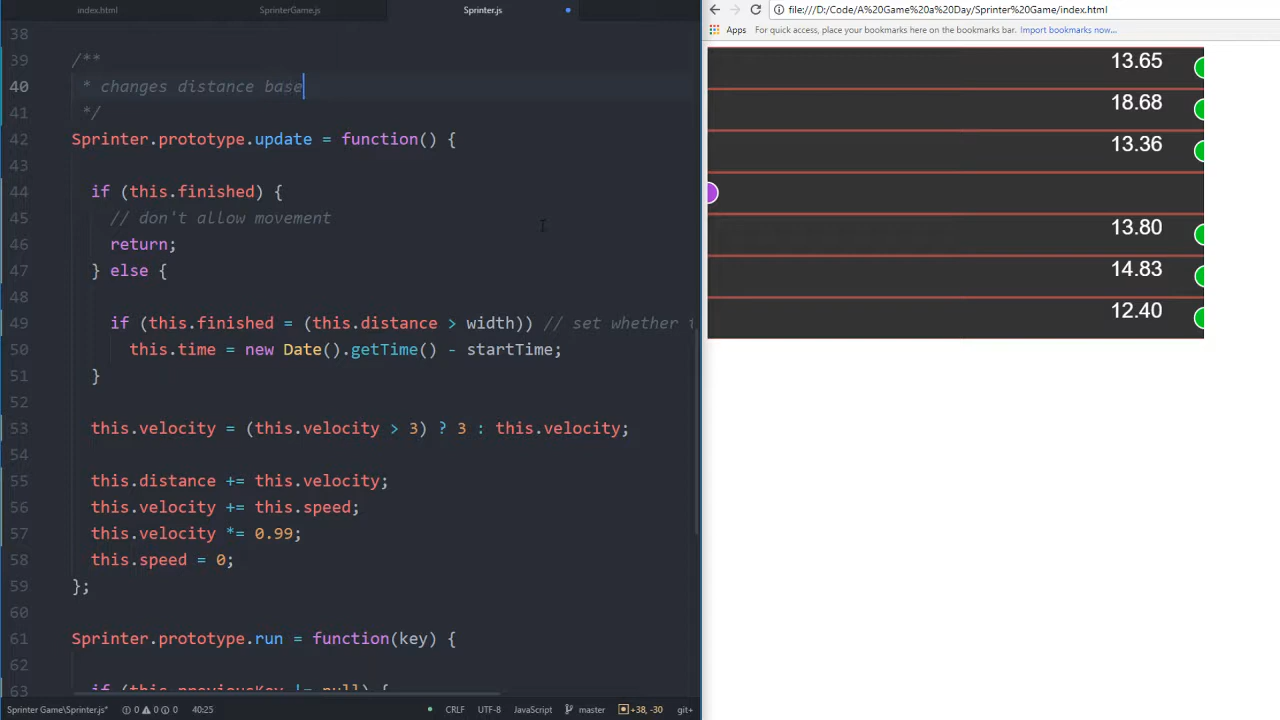 index.html
SprinterGame.js
Sprinter.js
file:///D:/Code/A%20Game%20a%20Day/Sprinter%20Game/index.html
Apps For quick access, place your bookmarks here on the bookmarks bar. Import bookmarks now...
38
39 /**
40 * changes distance base
41 */
42 Sprinter.prototype.update = function() {
43
44 if (this.finished) {
45 // don't allow movement
46 return;
47 } else {
48
49 if (this.finished = (this.distance > width)) // set whether
50 this.time = new Date().getTime() - startTime;
51 }
52
53 this.velocity = (this.velocity > 3) ? 3 : this.velocity;
54
55 this.distance += this.velocity;
56 this.velocity += this.speed;
57 this.velocity *= 0.99;
58 this.speed = 0;
59 };
60
61 Sprinter.prototype.run = function(key) {
62
63 if (this.previousKey != null) {
13.65
18.68
13.36
13.80
14.83
12.40
Sprinter Game\Sprinter.js* 0 0 0 40:25 CRLF UTF-8 JavaScript master +38, -30 git+